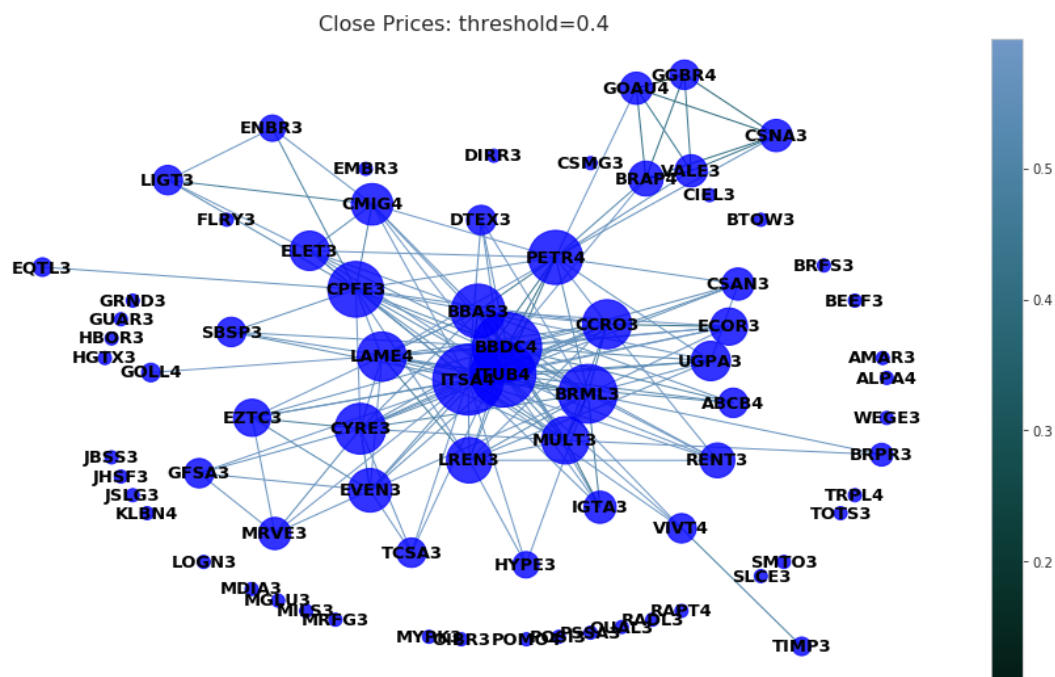 Close Prices: threshold=0.4
GGBR4
GOAU4
ENBR3
CSNA3
DIRR3
CSMG3
EMBR3
VALE3
BRAP4
LIGT3
CIEL3
CMIG4
FLRY3
DTEX3
BTOW3
ELET3
PETR4
EQTL3
BRFS3
CPFE3
CSAN3
GRND3
BEEF3
BBAS3
GUAR3
CCRO3
ECOR3
SBSP3
HBOR3
BBDC4
HGTX3
LAME4
UGPA3
AMAR3
GOLL4
ITUB4
ITSA4
ALPA4
BRML3
ABCB4
EZTC3
WEGE3
CYRE3
MULT3
JBSS3
LREN3
RENT3
BRPR3
GFSA3
JHSF3
EVEN3
JSLG3
TRPL4
KLBN4
IGTA3
TOTS3
MRVE3
VIVT4
TCSA3
LOGN3
HYPE3
SMTO3
SLCE3
MDIA3
MGLU3
MILS3
MRFG3
RAPT4
RADL3
QUAL3
PSSA3
POSI3
POMO4
OIBR3
MYPK3
TIMP3
0.5
0.4
0.3
0.2